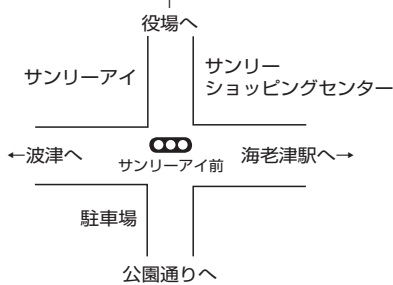 役場へ
サンリーアイ
サンリー
ショッピングセンター
←波津へ
サンリーアイ前
海老津駅へ→
駐車場
公園通りへ